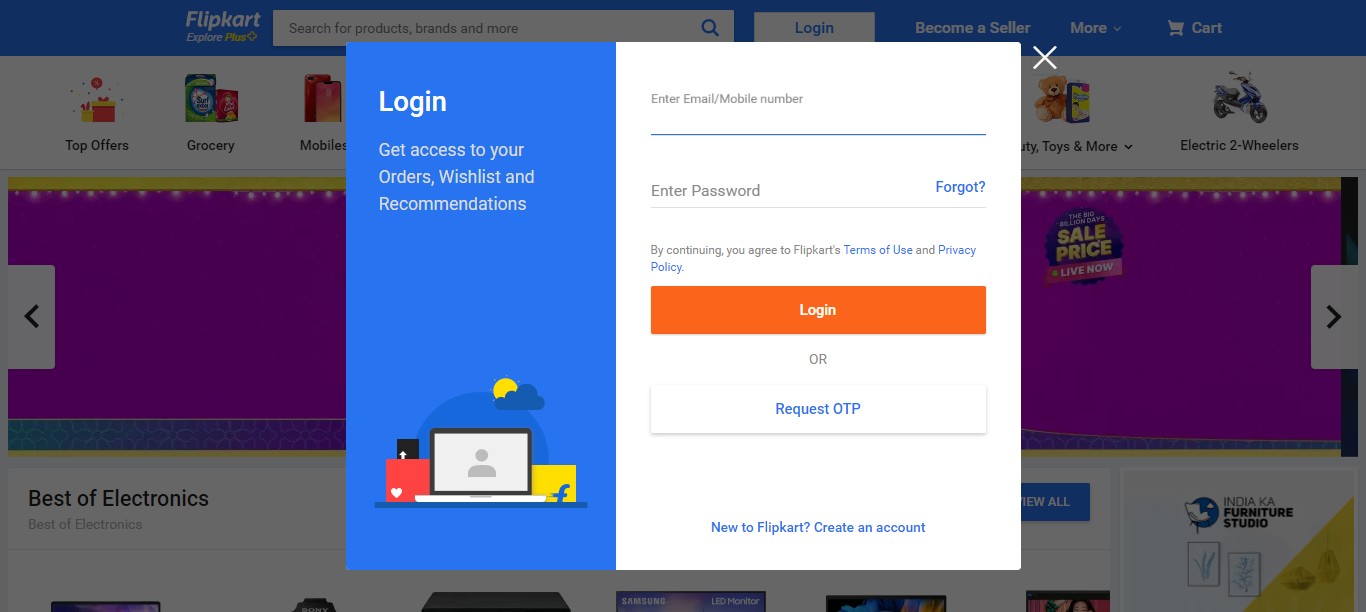 Flipkart
Explore Plus
Search for products, brands and more
Login
Become a Seller
More
Cart
Top Offers
Grocery
Mobiles
uty, Toys & More
Electric 2-Wheelers
Login
Get access to your
Orders, Wishlist and
Recommendations
Enter Email/Mobile number
Enter Password
Forgot?
By continuing, you agree to Flipkart's Terms of Use and Privacy
Policy.
Login
OR
Request OTP
New to Flipkart? Create an account
THE BIG
BILLION DAYS
SALE
PRICE
LIVE NOW
Best of Electronics
Best of Electronics
VIEW ALL
INDIA KA
FURNITURE
STUDIO
SONY
SAMSUNG
LED Monitor